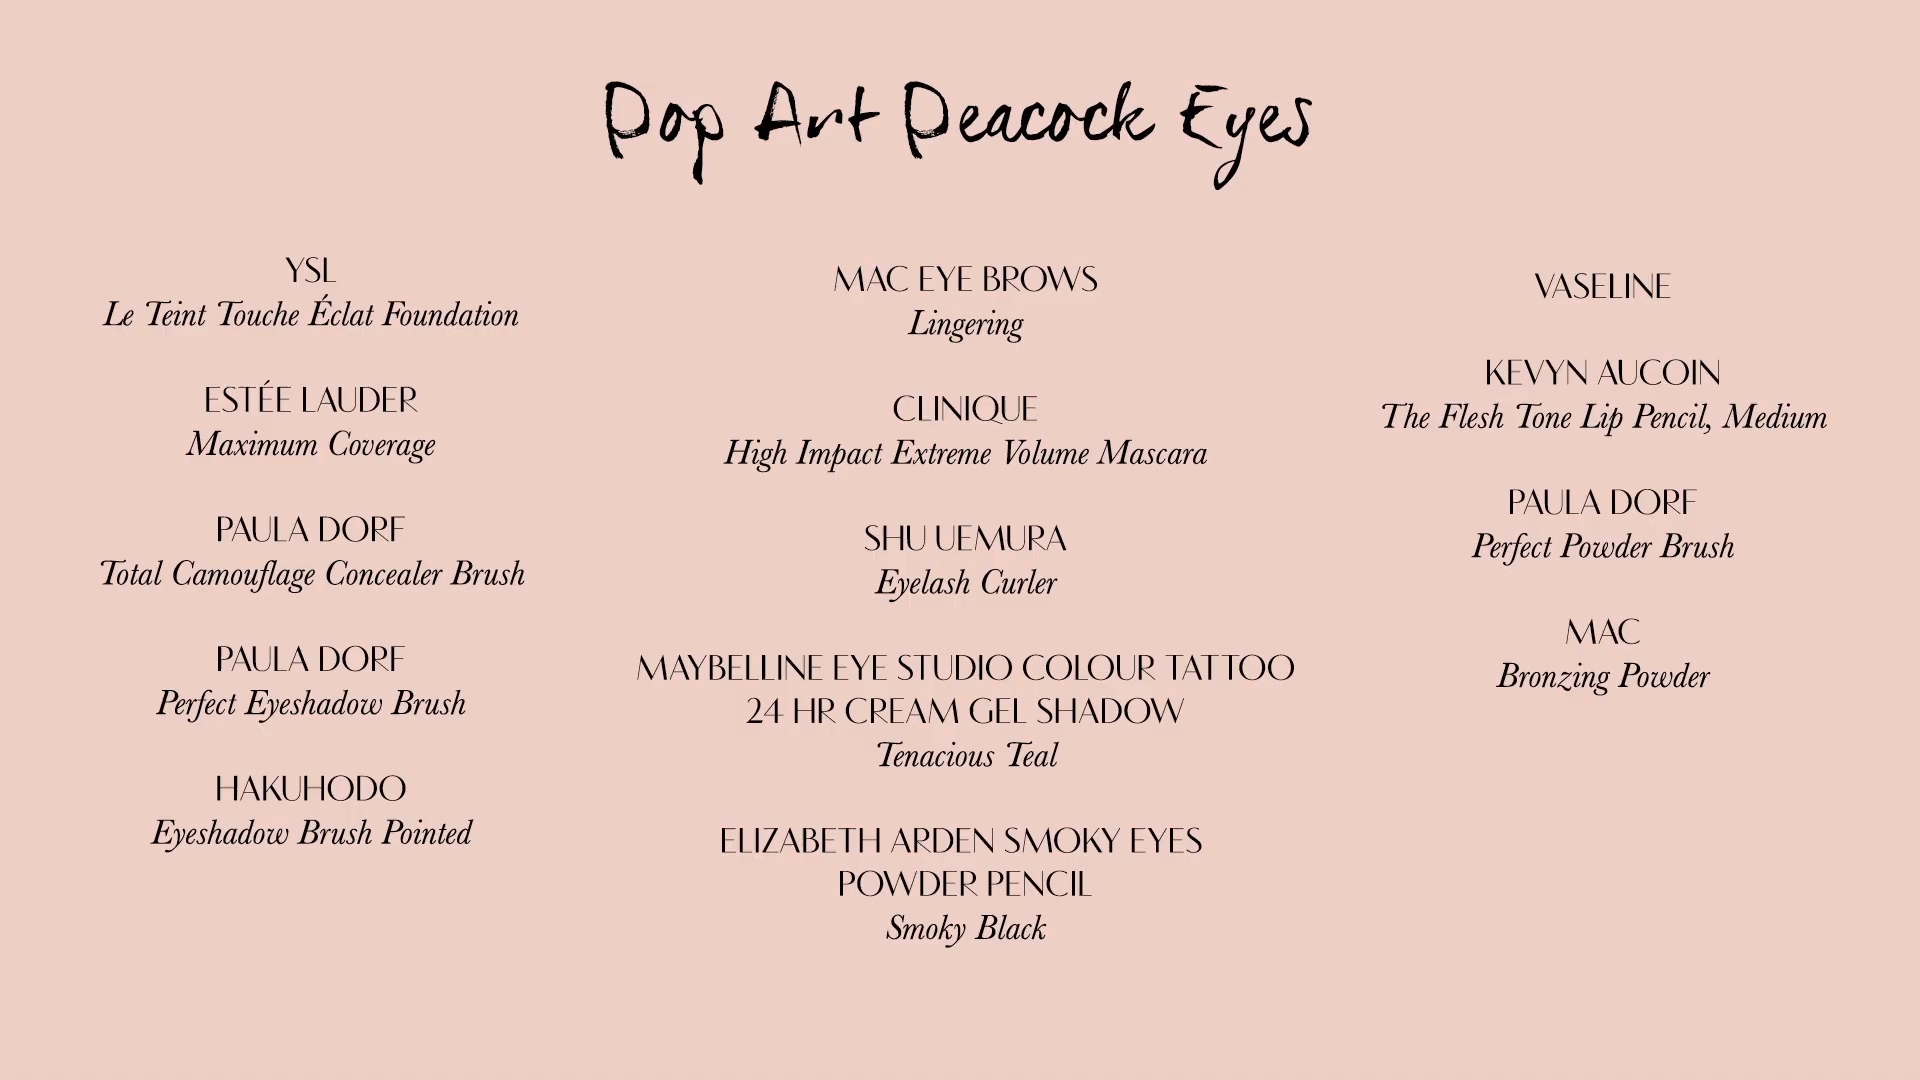 Pop Art Peacock Eyes
YSL
Le Teint Touche Éclat Foundation
ESTÉE LAUDER
Maximum Coverage
PAULA DORF
Total Camouflage Concealer Brush
PAULA DORF
Perfect Eyeshadow Brush
HAKUHODO
Eyeshadow Brush Pointed
MAC EYE BROWS
Lingering
CLINIQUE
High Impact Extreme Volume Mascara
SHU UEMURA
Eyelash Curler
MAYBELLINE EYE STUDIO COLOUR TATTOO
24 HR CREAM GEL SHADOW
Tenacious Teal
ELIZABETH ARDEN SMOKY EYES
POWDER PENCIL
Smoky Black
VASELINE
KEVYN AUCOIN
The Flesh Tone Lip Pencil, Medium
PAULA DORF
Perfect Powder Brush
MAC
Bronzing Powder